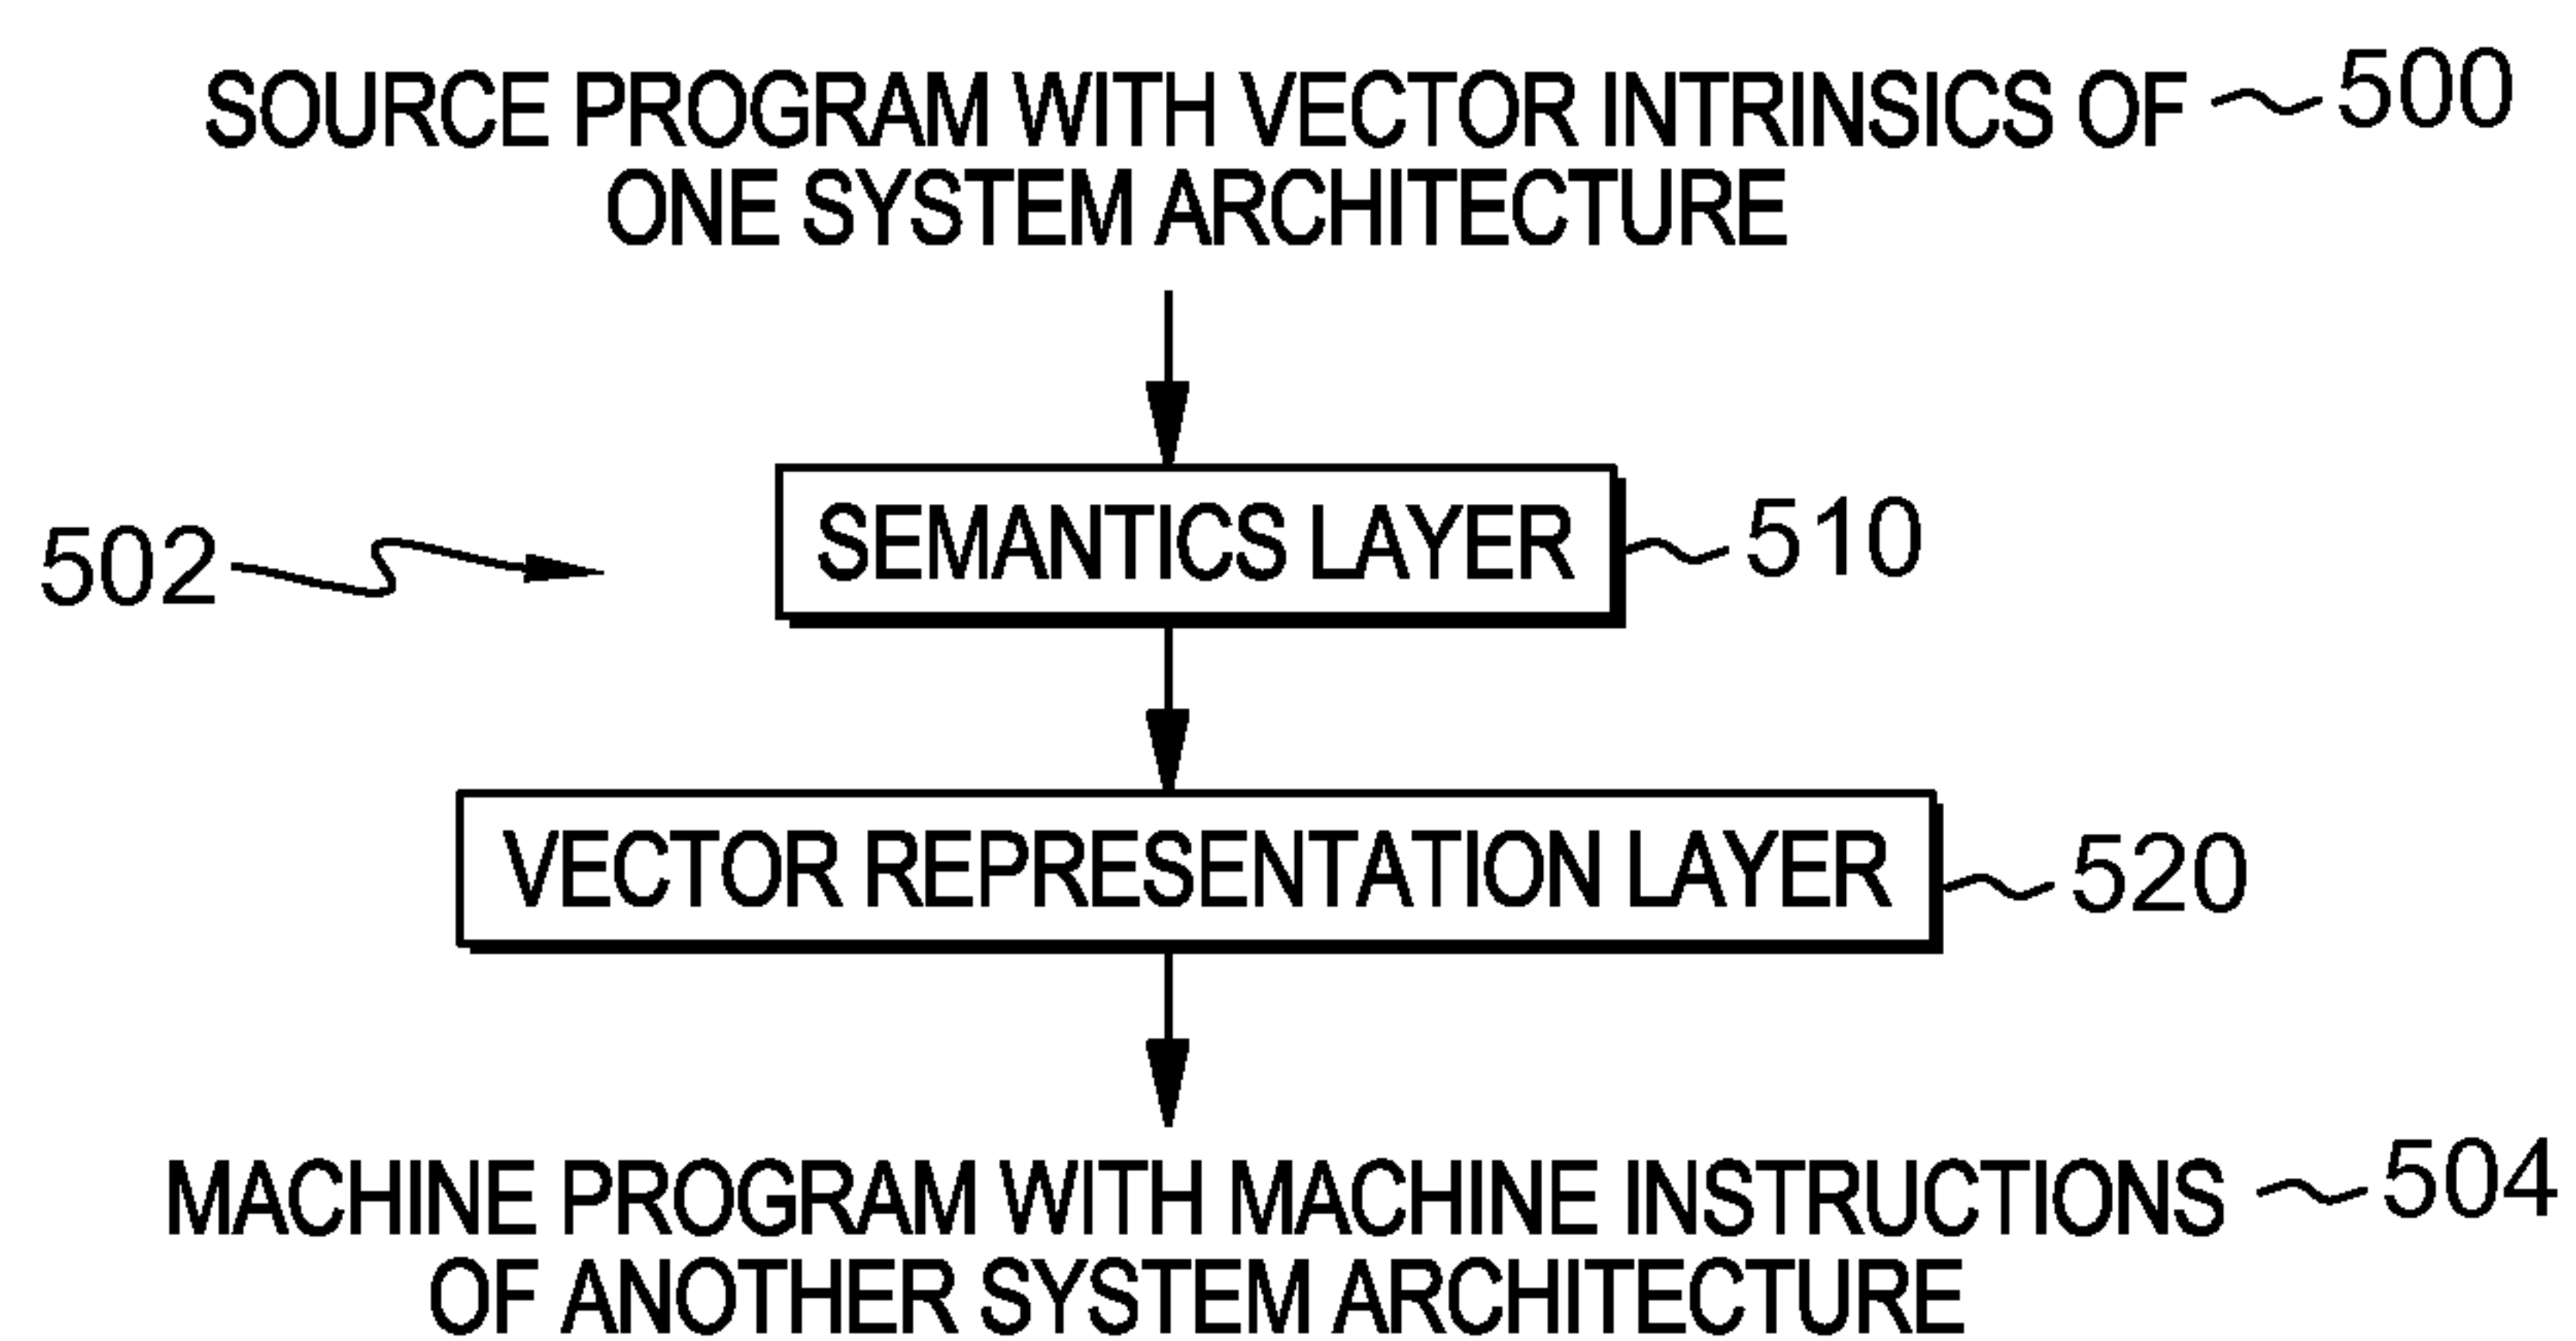 SOURCE PROGRAM WITH VECTOR INTRINSICS OF 500
ONE SYSTEM ARCHITECTURE
SEMANTICS LAYER 510
502
VECTOR REPRESENTATION LAYER 520
MACHINE PROGRAM WITH MACHINE INSTRUCTIONS 504
OF ANOTHER SYSTEM ARCHITECTURE